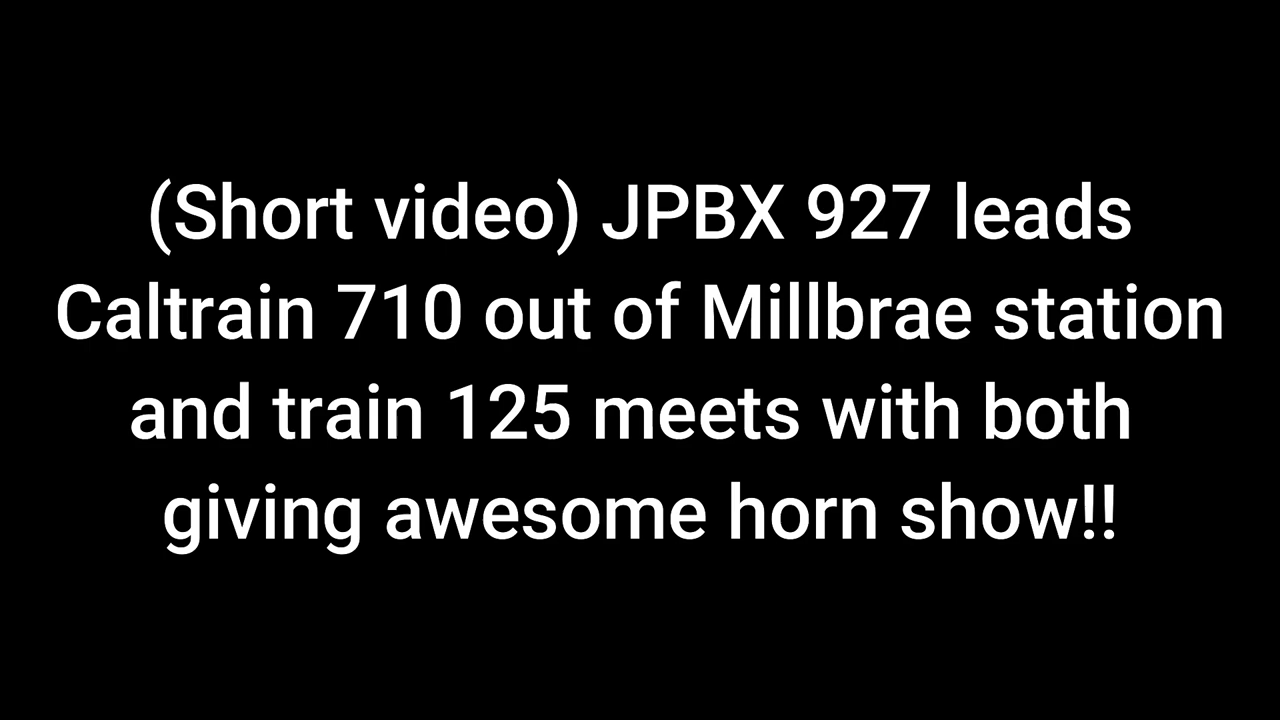 (Short video) JPBX 927 leads
Caltrain 710 out of Millbrae station
and train 125 meets with both
giving awesome horn show!!